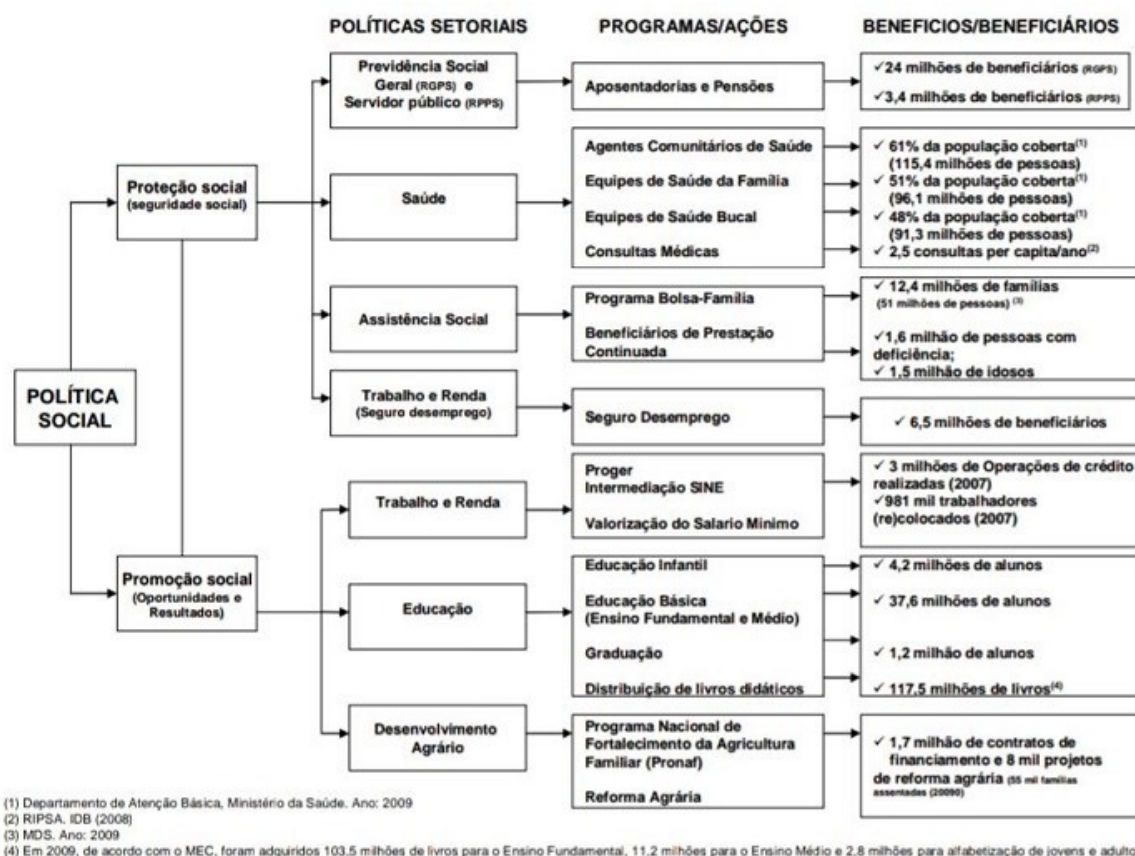 POLÍTICAS SETORIAIS
PROGRAMAS/AÇÕES
BENEFICIOS/BENEFICIÁRIOS
POLÍTICA
SOCIAL
Proteção social
(seguridade social)
Previdência Social
Geral (RGPS) e
Servidor público (RPPS)
Aposentadorias e Pensões
✓24 milhões de beneficiários (RGPS)
✓3,4 milhões de beneficiários (RPPS)
Saúde
Agentes Comunitários de Saúde
Equipes de Saúde da Família
Equipes de Saúde Bucal
Consultas Médicas
✓ 61% da população coberta(1)
(115,4 milhões de pessoas)
✓ 51% da população coberta(1)
(96,1 milhões de pessoas)
✓ 48% da população coberta(1)
(91,3 milhões de pessoas)
✓ 2,5 consultas per capita/ano(2)
Assistência Social
Programa Bolsa-Família
Beneficiários de Prestação
Continuada
✓ 12,4 milhões de famílias
(51 milhões de pessoas) (3)
✓1,6 milhão de pessoas com
deficiência;
✓ 1,5 milhão de idosos
Trabalho e Renda
(Seguro desemprego)
Seguro Desemprego
✓ 6,5 milhões de beneficiários
Promoção social
(Oportunidades e
Resultados)
Trabalho e Renda
Proger
Intermediação SINE
Valorização do Salario Minimo
✓ 3 milhões de Operações de crédito
realizadas (2007)
✓981 mil trabalhadores
(re)colocados (2007)
Educação
Educação Infantil
Educação Básica
(Ensino Fundamental e Médio)
Graduação
Distribuição de livros didáticos
✓ 4,2 milhões de alunos
✓ 37,6 milhões de alunos
✓ 1,2 milhão de alunos
✓ 117,5 milhões de livros(4)
Desenvolvimento
Agrário
Programa Nacional de
Fortalecimento da Agricultura
Familiar (Pronaf)
Reforma Agrária
✓ 1,7 milhão de contratos de
financiamento e 8 mil projetos
de reforma agrária (55 mil familias
assentadas (20090)
(1) Departamento de Atenção Básica, Ministério da Saúde. Ano: 2009
(2) RIPSA. IDB (2008)
(3) MDS. Ano: 2009
(4) Em 2009, de acordo com o MEC, foram adquiridos 103,5 milhões de livros para o Ensino Fundamental, 11,2 milhões para o Ensino Médio e 2,8 milhões para alfabetização de jovens e adulto